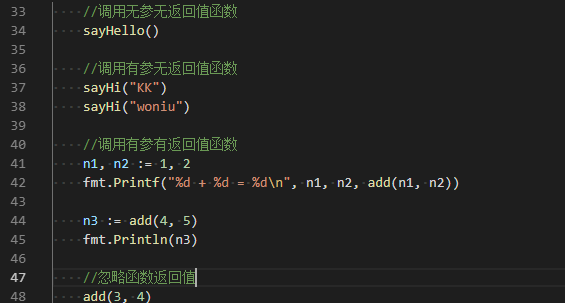 33 //调用无参无返回值函数
34 sayHello()
35
36 //调用有参无返回值函数
37 sayHi("KK")
38 sayHi("woniu")
39
40 //调用有参有返回值函数
41 n1, n2 := 1, 2
42 fmt.Printf("%d + %d = %d\n", n1, n2, add(n1, n2))
43
44 n3 := add(4, 5)
45 fmt.Println(n3)
46
47 //忽略函数返回值
48 add(3, 4)